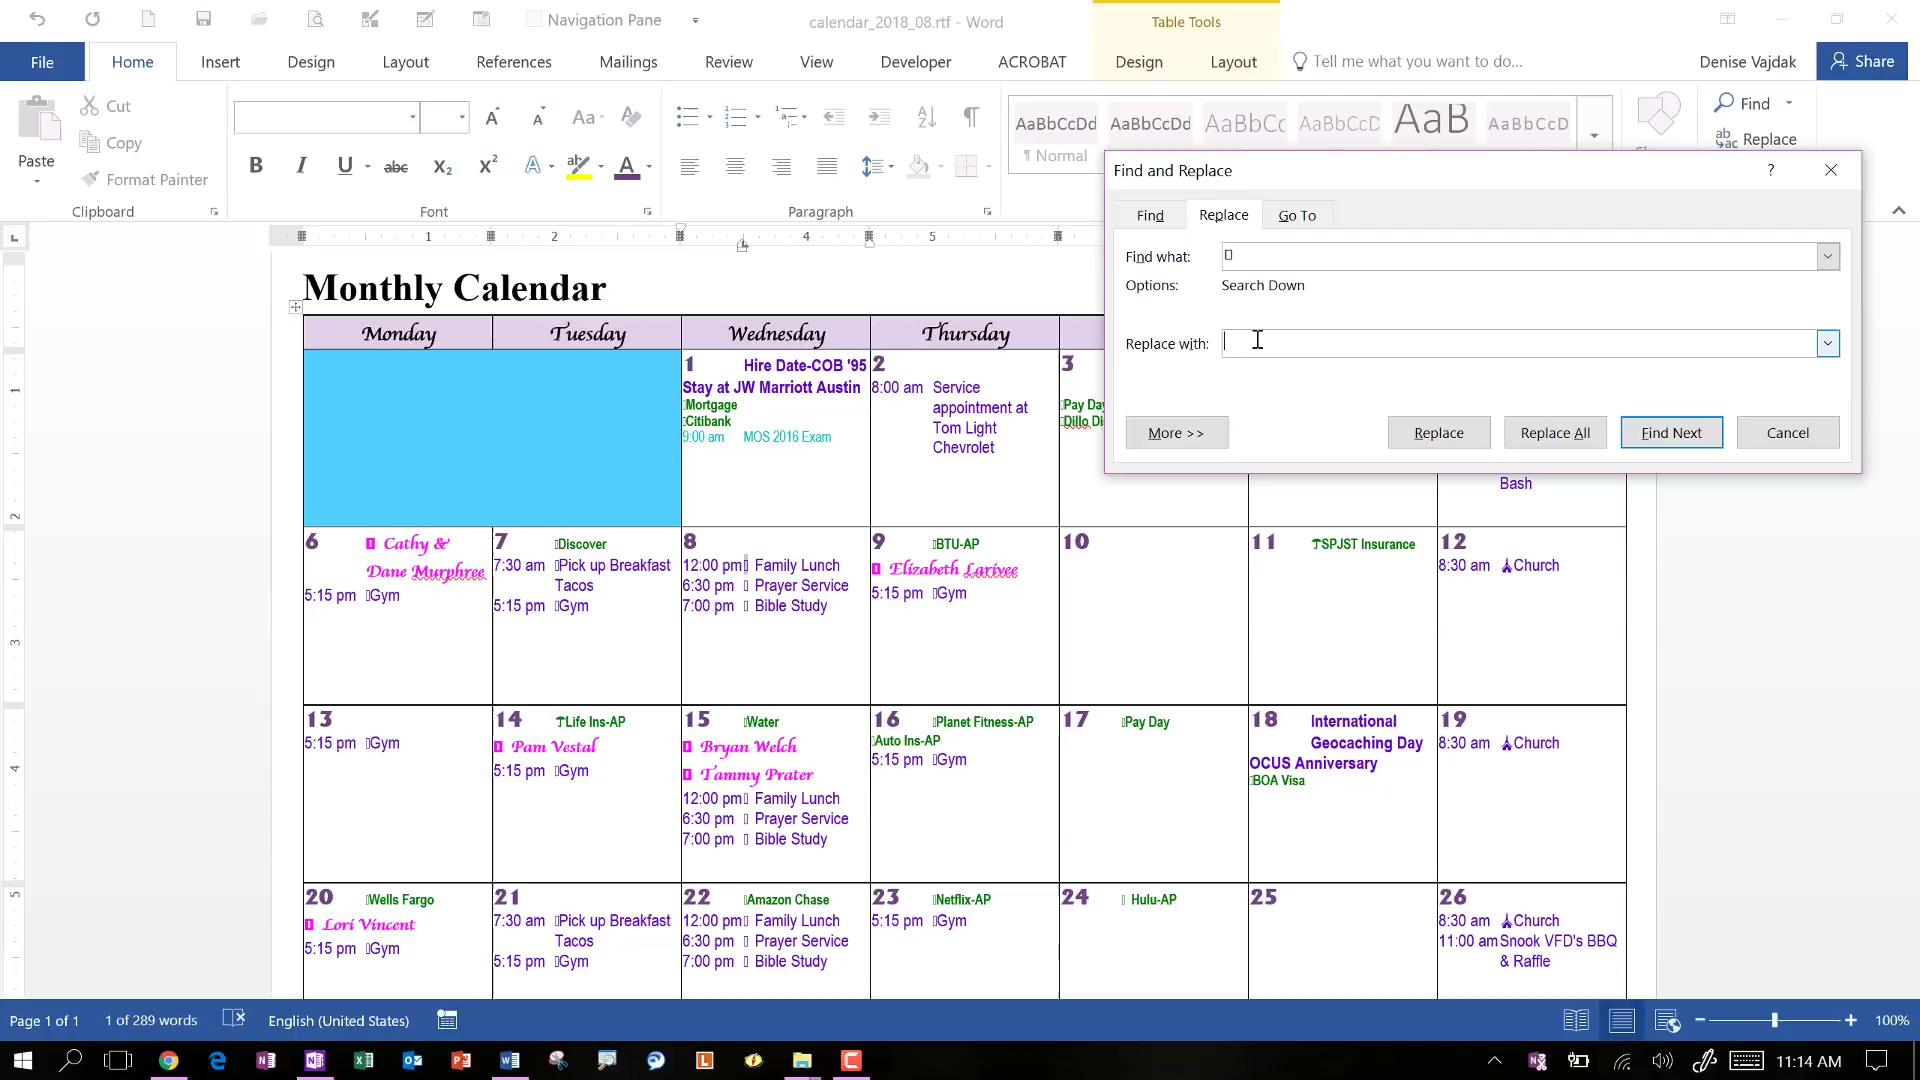 Navigation Pane
calendar_2018_08.rtf - Word
Table Tools
File Home Insert Design Layout References Mailings Review View Developer ACROBAT Design Layout Tell me what you want to do... Denise Vajdak Share
Paste
Cut
Copy
Format Painter
Clipboard
Font
Paragraph
AaBbCcDd AaBbCcDd AaBbCc AaBbCcD AaB AaBbCcD
¶ Normal
Find
Replace
Find and Replace
Find Replace Go To
Find what:
Options: Search Down
Replace with:
More >> Replace Replace All Find Next Cancel
1 2 4 5
Monthly Calendar
Monday Tuesday Wednesday Thursday
1 Hire Date-COB '95
Stay at JW Marriott Austin
Mortgage
Citibank
9:00 am MOS 2016 Exam
2
8:00 am Service
appointment at
Tom Light
Chevrolet
3
Pay Day
Dillo Di
Bash
6 Cathy &
Dane Murphree
5:15 pm Gym
7 Discover
7:30 am Pick up Breakfast
Tacos
5:15 pm Gym
8
12:00 pm Family Lunch
6:30 pm Prayer Service
7:00 pm Bible Study
9 BTU-AP
Elizabeth Larivee
5:15 pm Gym
10
11 SPJST Insurance
12
8:30 am Church
13
5:15 pm Gym
14 Life Ins-AP
Pam Vestal
5:15 pm Gym
15 Water
Bryan Welch
Tammy Prater
12:00 pm Family Lunch
6:30 pm Prayer Service
7:00 pm Bible Study
16 Planet Fitness-AP
Auto Ins-AP
5:15 pm Gym
17 Pay Day
18 International
Geocaching Day
OCUS Anniversary
BOA Visa
19
8:30 am Church
20 Wells Fargo
Lori Vincent
5:15 pm Gym
21
7:30 am Pick up Breakfast
Tacos
5:15 pm Gym
22 Amazon Chase
12:00 pm Family Lunch
6:30 pm Prayer Service
7:00 pm Bible Study
23 Netflix-AP
5:15 pm Gym
24 Hulu-AP
25
26
8:30 am Church
11:00 am Snook VFD's BBQ
& Raffle
Page 1 of 1 1 of 289 words English (United States) 100%
11:14 AM